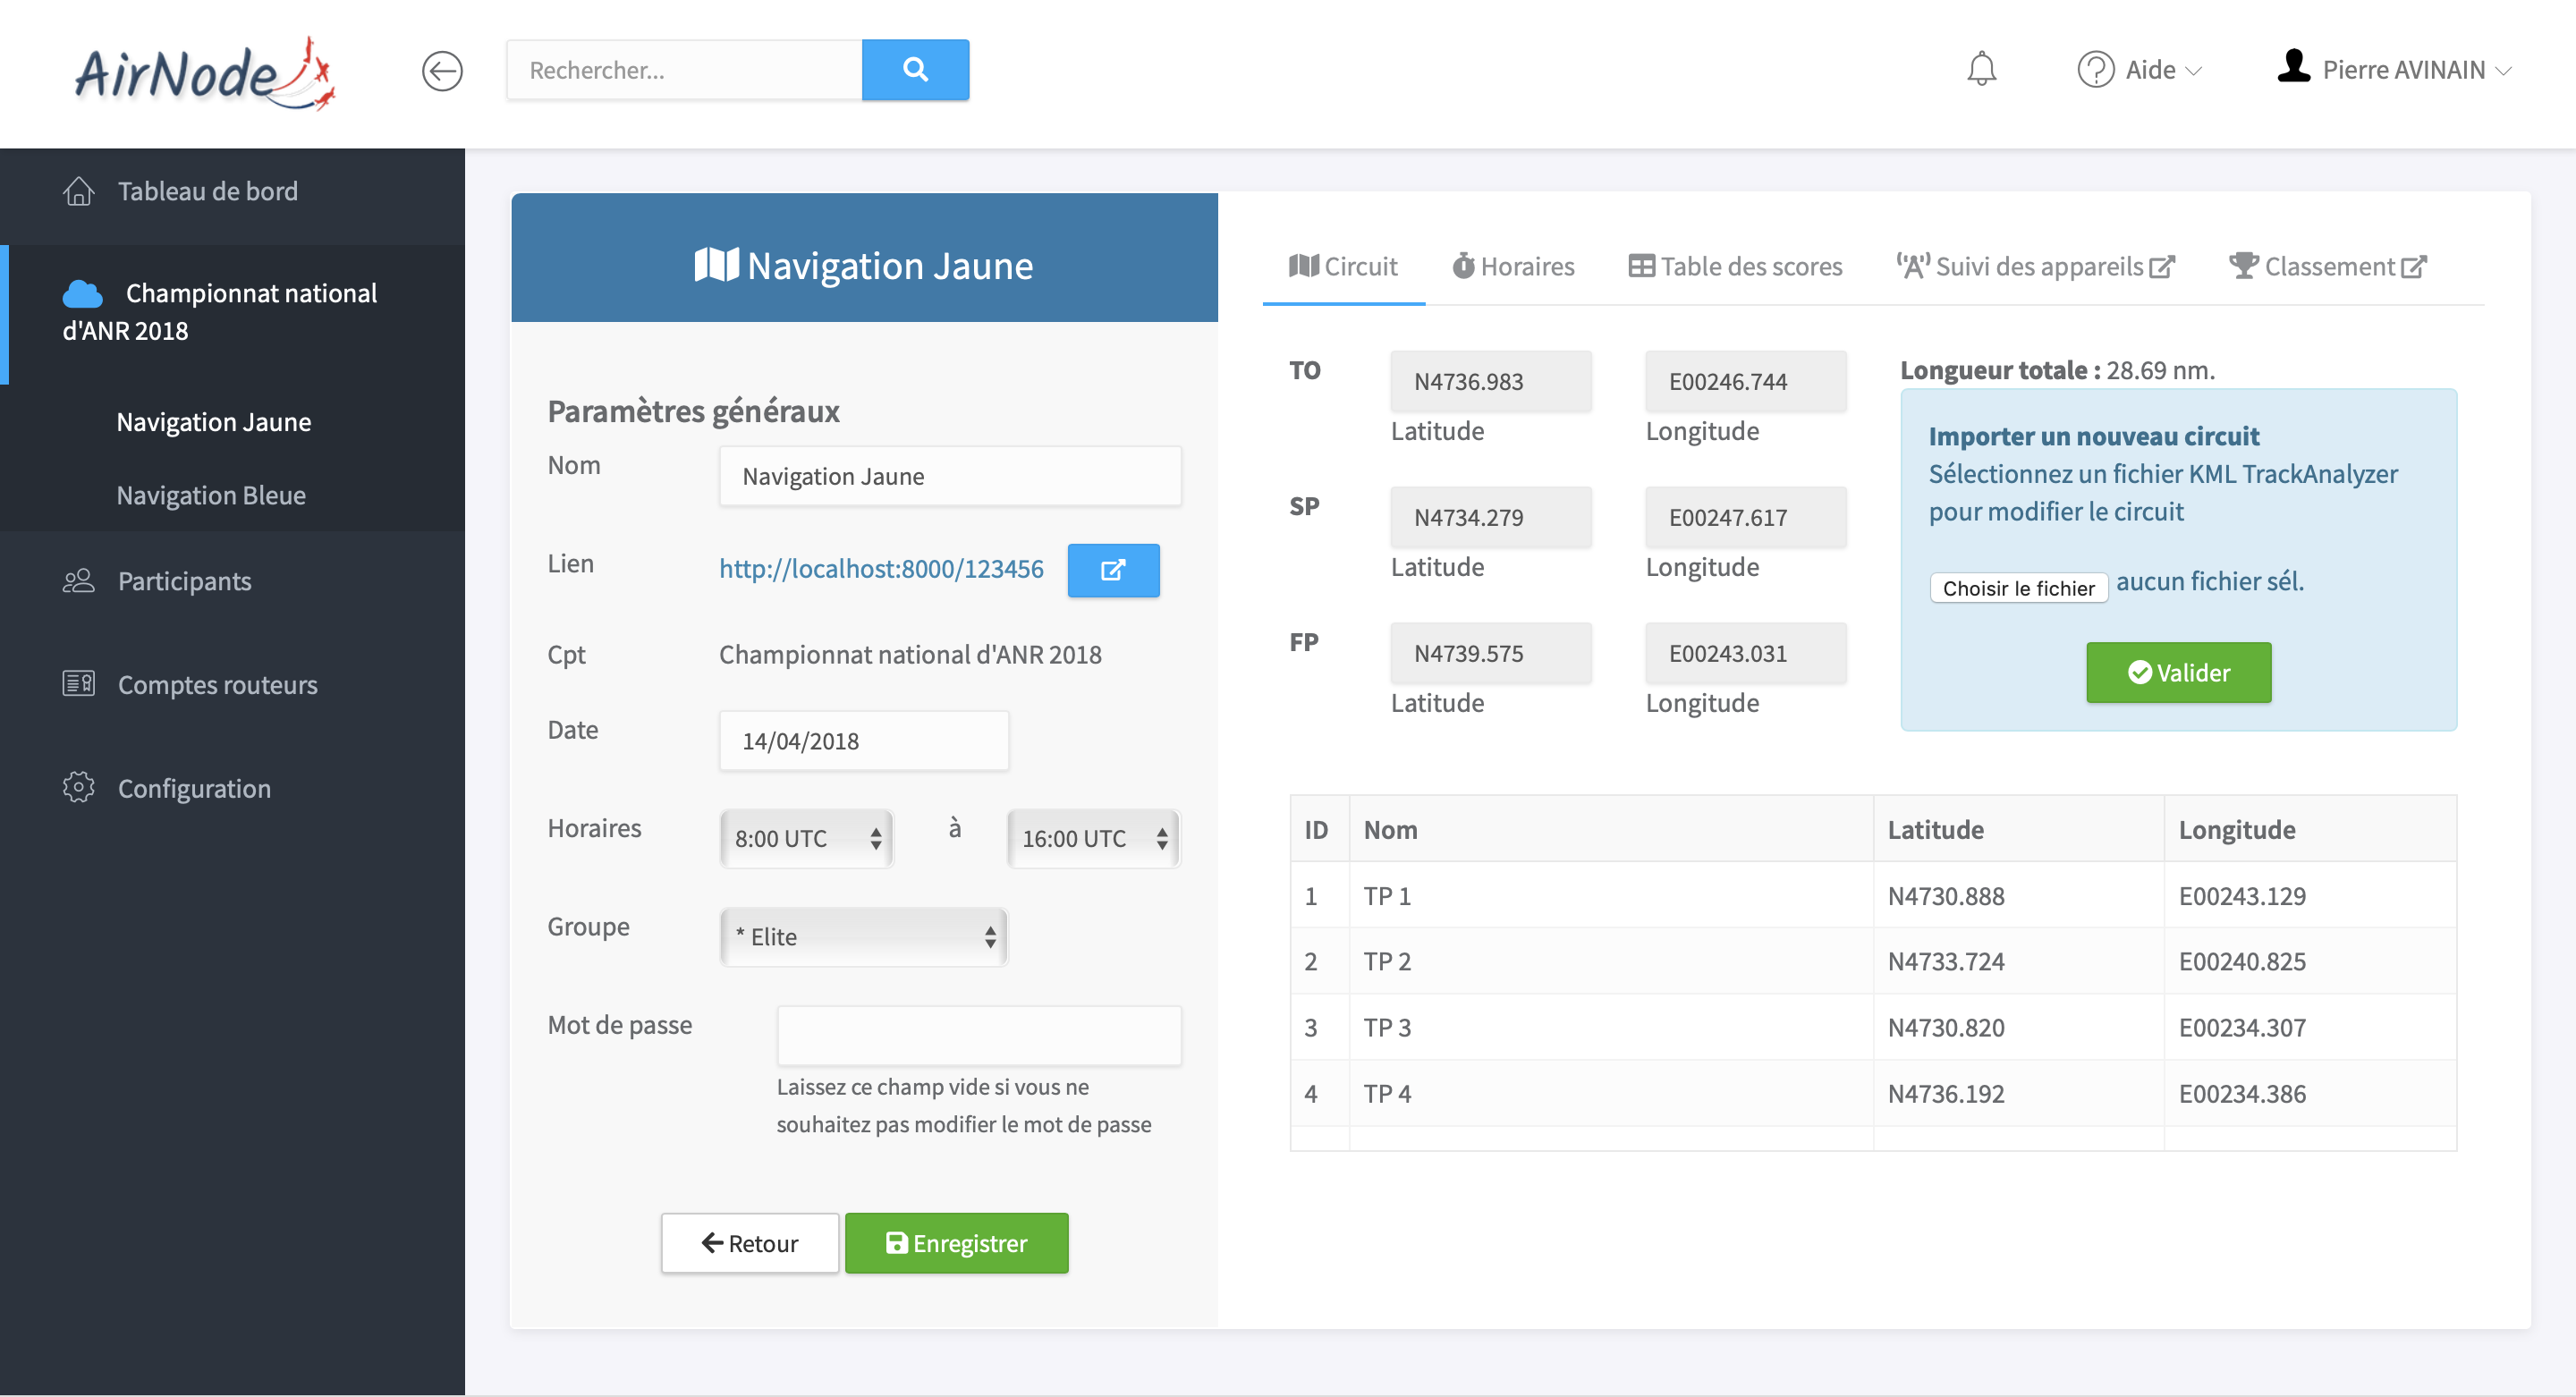 AirNode
Rechercher...
Aide
Pierre AVINAIN
Tableau de bord
Championnat national
d'ANR 2018
Navigation Jaune
Navigation Bleue
Participants
Comptes routeurs
Configuration
Navigation Jaune
Paramètres généraux
Nom
Navigation Jaune
Lien
http://localhost:8000/123456
Cpt
Championnat national d'ANR 2018
Date
14/04/2018
Horaires
8:00 UTC
à
16:00 UTC
Groupe
* Elite
Mot de passe
Laissez ce champ vide si vous ne
souhaitez pas modifier le mot de passe
Retour
Enregistrer
Circuit
Horaires
Table des scores
Suivi des appareils
Classement
TO
N4736.983
E00246.744
Latitude
Longitude
SP
N4734.279
E00247.617
Latitude
Longitude
FP
N4739.575
E00243.031
Latitude
Longitude
Longueur totale : 28.69 nm.
Importer un nouveau circuit
Sélectionnez un fichier KML TrackAnalyzer
pour modifier le circuit
Choisir le fichier aucun fichier sél.
Valider
ID Nom Latitude Longitude
1 TP 1 N4730.888 E00243.129
2 TP 2 N4733.724 E00240.825
3 TP 3 N4730.820 E00234.307
4 TP 4 N4736.192 E00234.386